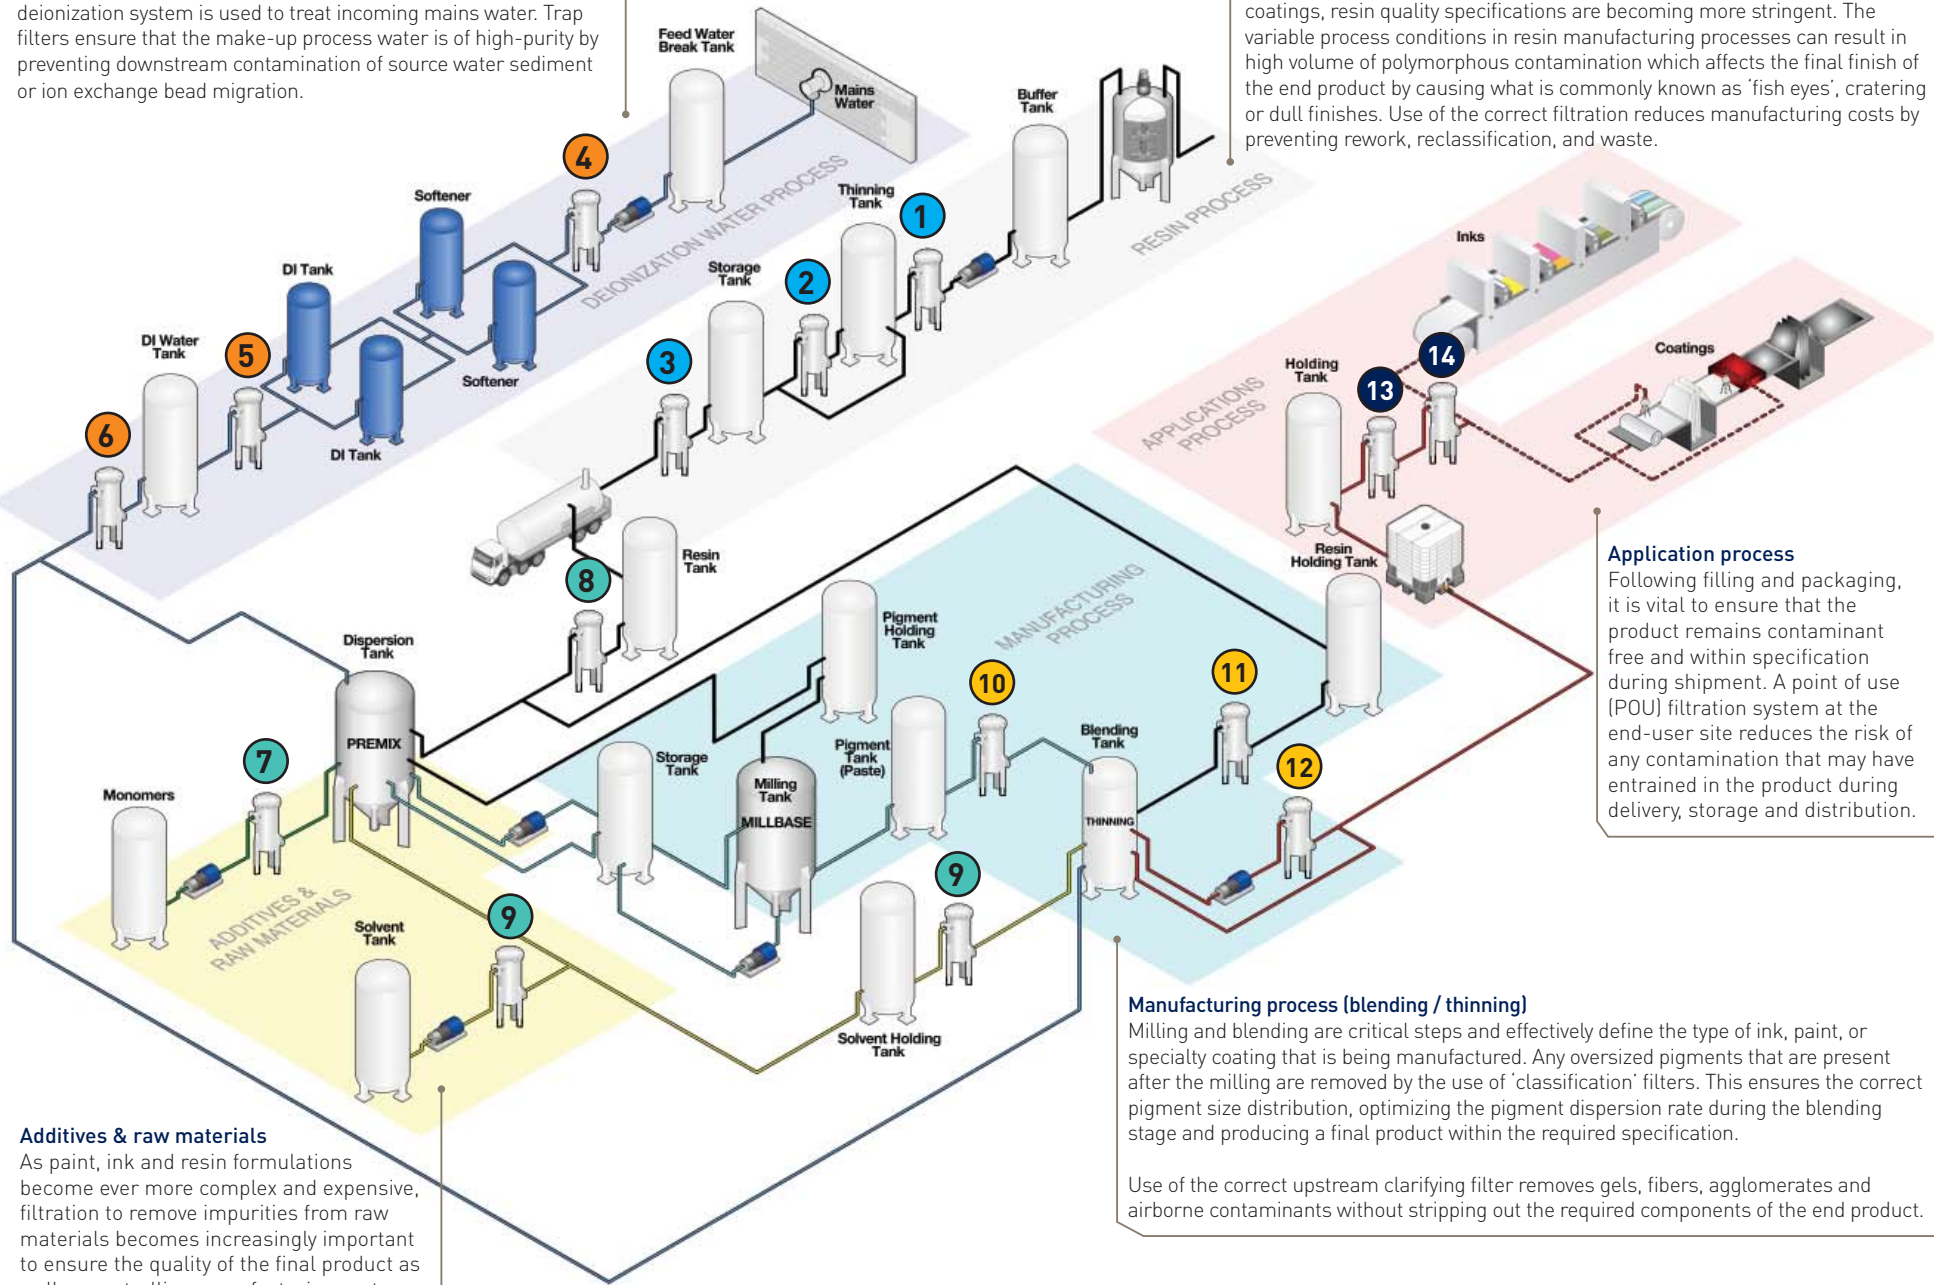 deionization system is used to treat incoming mains water. Trap
filters ensure that the make-up process water is of high-purity by
preventing downstream contamination of source water sediment
or ion exchange bead migration.
coatings, resin quality specifications are becoming more stringent. The
variable process conditions in resin manufacturing processes can result in
high volume of polymorphous contamination which affects the final finish of
the end product by causing what is commonly known as ‘fish eyes’, cratering
or dull finishes. Use of the correct filtration reduces manufacturing costs by
preventing rework, reclassification, and waste.
Feed Water
Break Tank
Mains
Water
4
Softener
DEIONIZATION WATER PROCESS
DI Tank
Softener
DI Water
Tank
5
DI Tank
6
Buffer
Tank
Thinning
Tank
1
RESIN PROCESS
Storage
Tank
2
3
Inks
Coatings
Holding
Tank
14
13
APPLICATIONS
PROCESS
Resin
Tank
8
Resin
Holding Tank
Application process
Following filling and packaging,
it is vital to ensure that the
product remains contaminant
free and within specification
during shipment. A point of use
(POU) filtration system at the
end-user site reduces the risk of
any contamination that may have
entrained in the product during
delivery, storage and distribution.
MANUFACTURING
PROCESS
Pigment
Holding
Tank
Dispersion
Tank
PREMIX
10
11
12
7
Monomers
Storage
Tank
Milling
Tank
MILLBASE
Pigment
Tank
(Paste)
Blending
Tank
THINNING
9
ADDITIVES &
RAW MATERIALS
Solvent
Tank
9
Solvent Holding
Tank
Manufacturing process (blending / thinning)
Milling and blending are critical steps and effectively define the type of ink, paint, or
specialty coating that is being manufactured. Any oversized pigments that are present
after the milling are removed by the use of ‘classification’ filters. This ensures the correct
pigment size distribution, optimizing the pigment dispersion rate during the blending
stage and producing a final product within the required specification.
Use of the correct upstream clarifying filter removes gels, fibers, agglomerates and
airborne contaminants without stripping out the required components of the end product.
Additives & raw materials
As paint, ink and resin formulations
become ever more complex and expensive,
filtration to remove impurities from raw
materials becomes increasingly important
to ensure the quality of the final product as